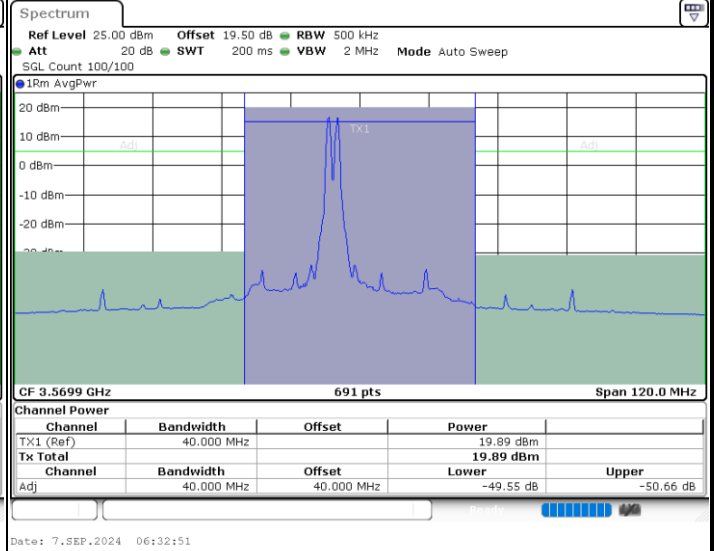 Spectrum
Ref Level 25.00 dBm Offset 19.50 dB RBW 500 kHz
Att 20 dB SWT 200 ms VBW 2 MHz Mode Auto Sweep
SGL Count 100/100
1Rm AvgPwr
20 dBm
TX1
10 dBm
Adj Adj
0 dBm
-10 dBm
-20 dBm
CF 3.5699 GHz 691 pts Span 120.0 MHz
Channel Power
Channel Bandwidth Offset Power
TX1 (Ref) 40.000 MHz 19.89 dBm
Tx Total 19.89 dBm
Channel Bandwidth Offset Lower Upper
Adj 40.000 MHz 40.000 MHz -49.55 dB -50.66 dB
Ready
Date: 7.SEP.2024 06:32:51